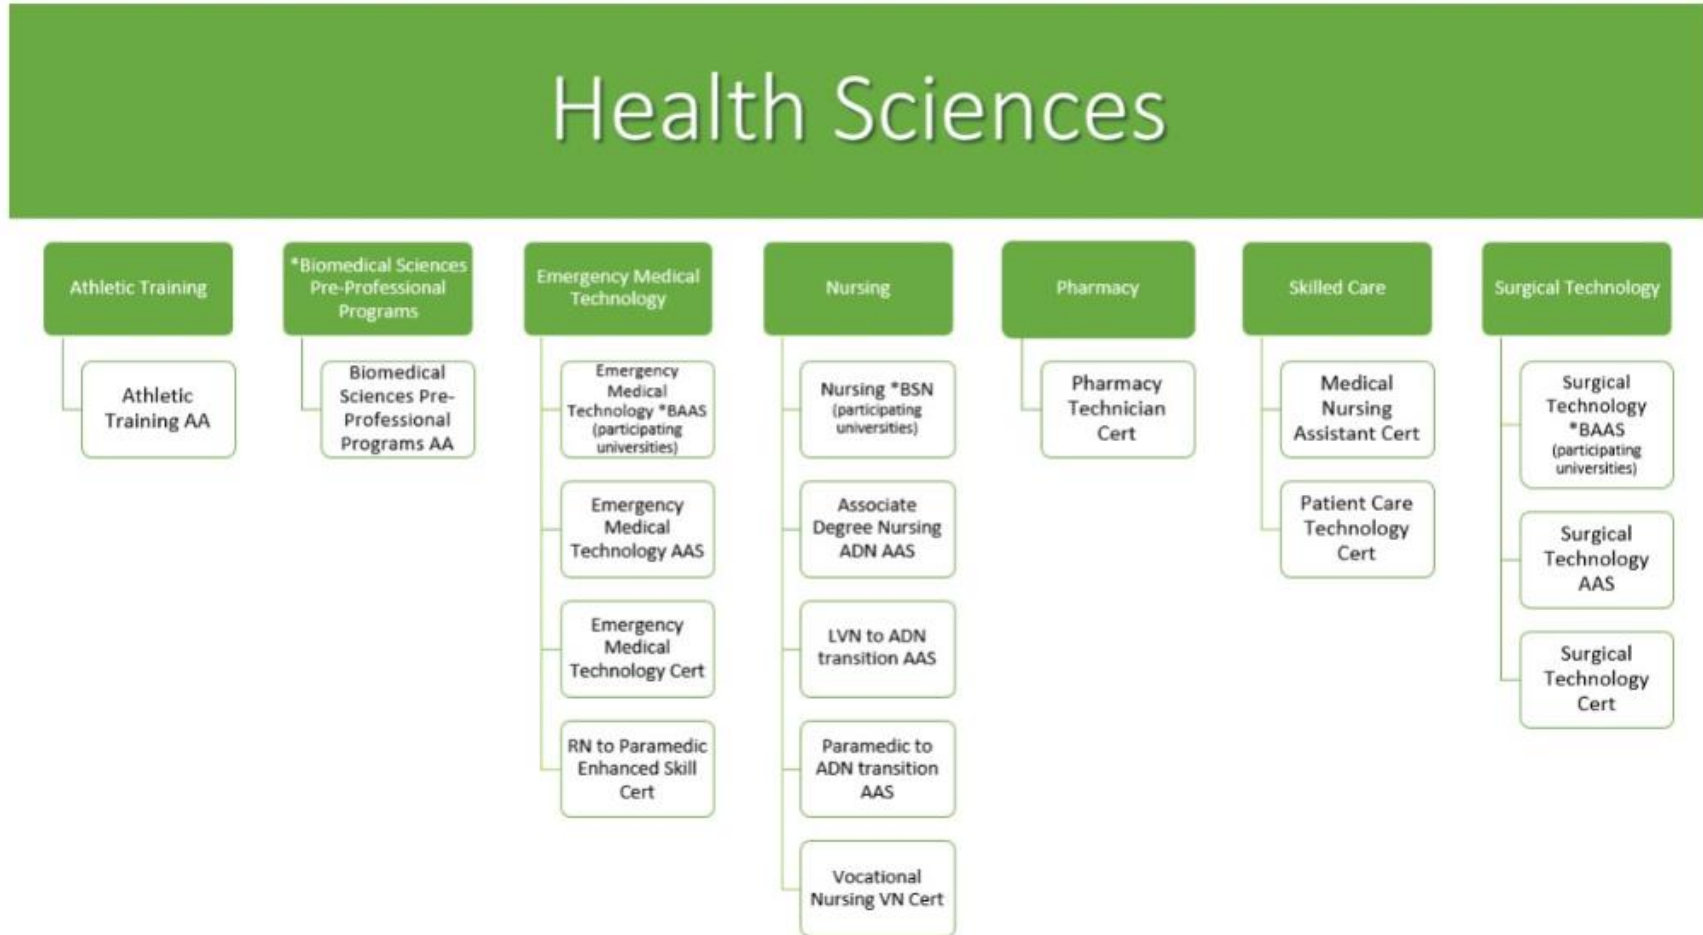 Health Sciences
Athletic Training
Athletic
Training AA
*Biomedical Sciences
Pre-Professional
Programs
Biomedical
Sciences Pre-
Professional
Programs AA
Emergency Medical
Technology
Emergency
Medical
Technology *BAAS
(participating
universities)
Emergency
Medical
Technology AAS
Emergency
Medical
Technology Cert
RN to Paramedic
Enhanced Skill
Cert
Nursing
Nursing *BSN
(participating
universities)
Associate
Degree Nursing
ADN AAS
LVN to ADN
transition AAS
Paramedic to
ADN transition
AAS
Vocational
Nursing VN Cert
Pharmacy
Pharmacy
Technician
Cert
Skilled Care
Medical
Nursing
Assistant Cert
Patient Care
Technology
Cert
Surgical Technology
Surgical
Technology
*BAAS
(participating
universities)
Surgical
Technology
AAS
Surgical
Technology
Cert